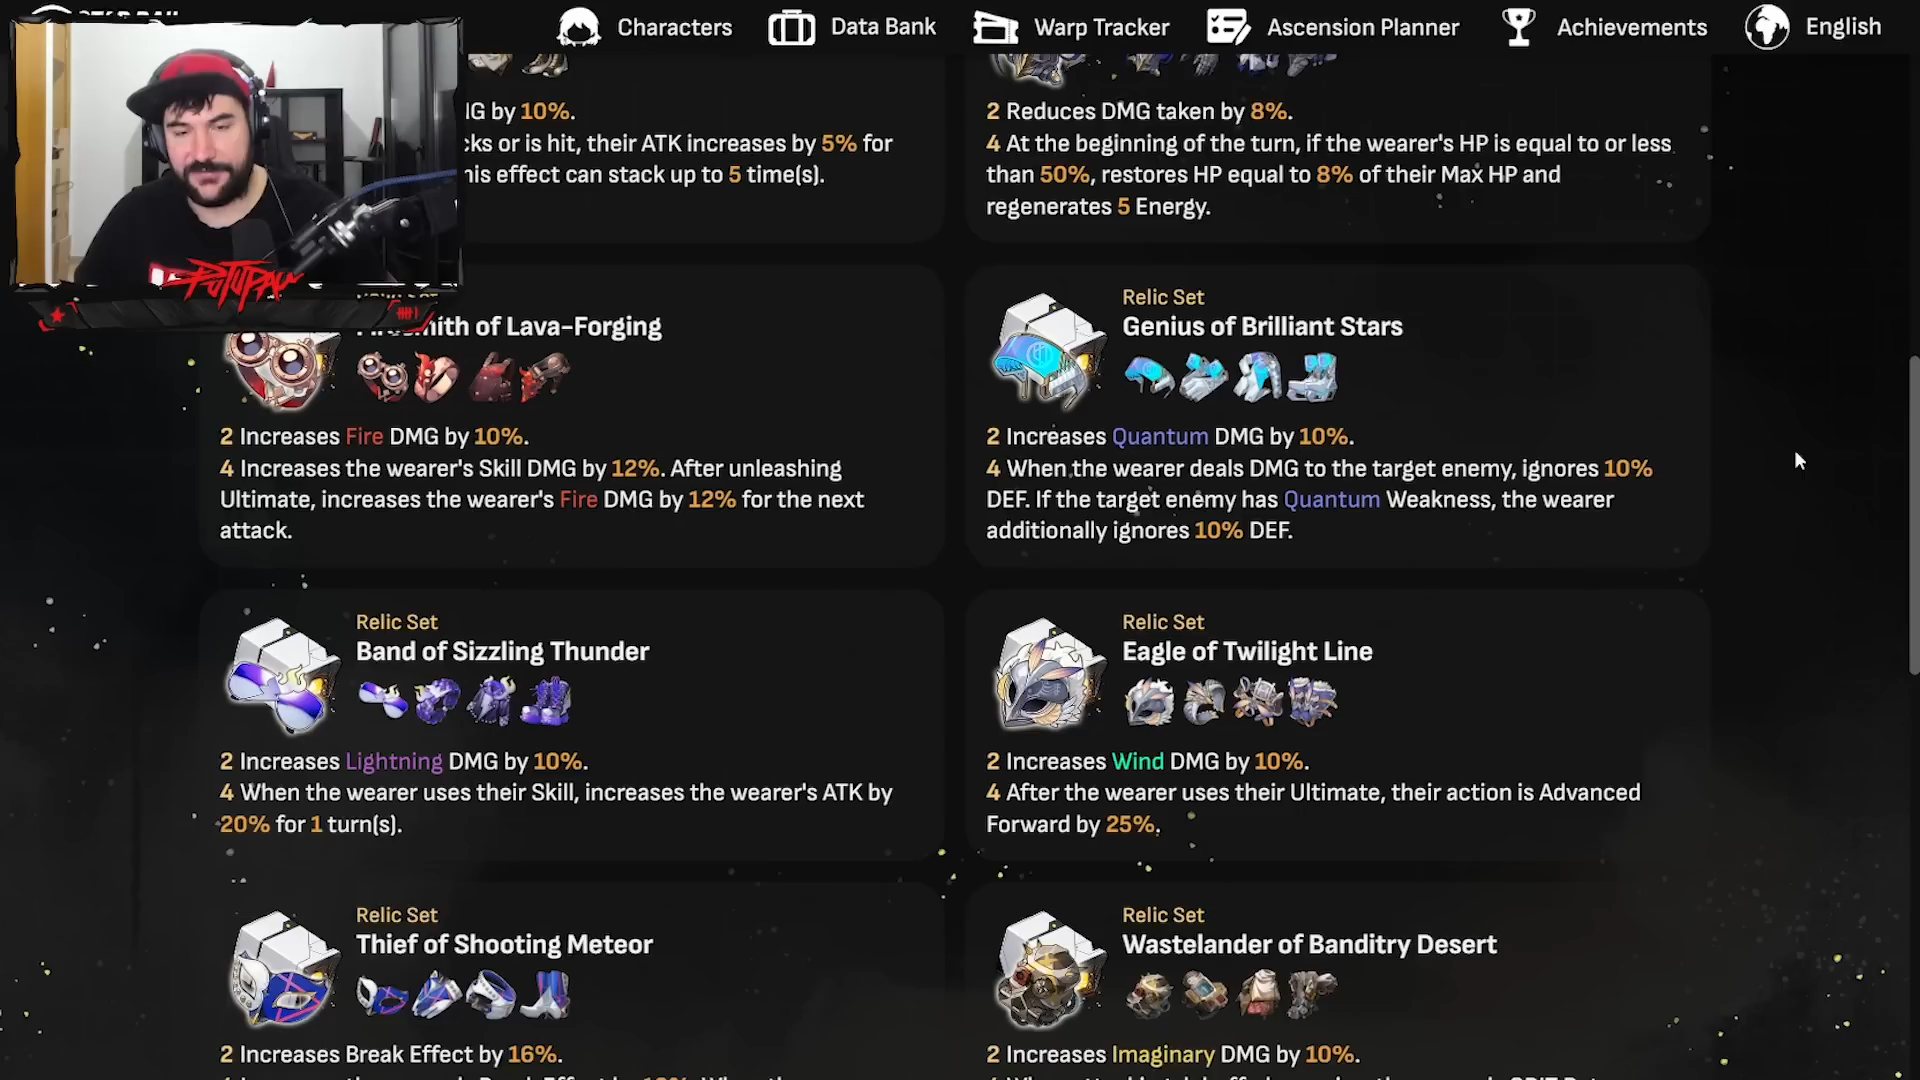 Characters
Data Bank
Warp Tracker
Ascension Planner
Achievements
English
G by 10%.
cks or is hit, their ATK increases by 5% for
his effect can stack up to 5 time(s).
2 Reduces DMG taken by 8%.
4 At the beginning of the turn, if the wearer's HP is equal to or less
than 50%, restores HP equal to 8% of their Max HP and
regenerates 5 Energy.
of Lava-Forging
2 Increases Fire DMG by 10%.
4 Increases the wearer's Skill DMG by 12%. After unleashing
Ultimate, increases the wearer's Fire DMG by 12% for the next
attack.
Relic Set
Genius of Brilliant Stars
2 Increases Quantum DMG by 10%.
4 When the wearer deals DMG to the target enemy, ignores 10%
DEF. If the target enemy has Quantum Weakness, the wearer
additionally ignores 10% DEF.
Relic Set
Band of Sizzling Thunder
2 Increases Lightning DMG by 10%.
4 When the wearer uses their Skill, increases the wearer's ATK by
20% for 1 turn(s).
Relic Set
Eagle of Twilight Line
2 Increases Wind DMG by 10%.
4 After the wearer uses their Ultimate, their action is Advanced
Forward by 25%.
Relic Set
Thief of Shooting Meteor
2 Increases Break Effect by 16%.
Relic Set
Wastelander of Banditry Desert
2 Increases Imaginary DMG by 10%.